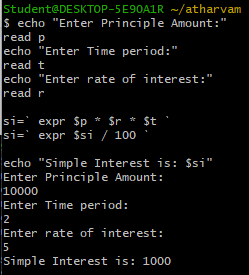 Student@DESKTOP-5E90A1R ~/atharvam
$ echo "Enter Principle Amount:"
read p
echo "Enter Time period:"
read t
echo "Enter rate of interest:"
read r

si=` expr $p * $r * $t `
si=` expr $si / 100 `

echo "Simple Interest is: $si"
Enter Principle Amount:
10000
Enter Time period:
2
Enter rate of interest:
5
Simple Interest is: 1000